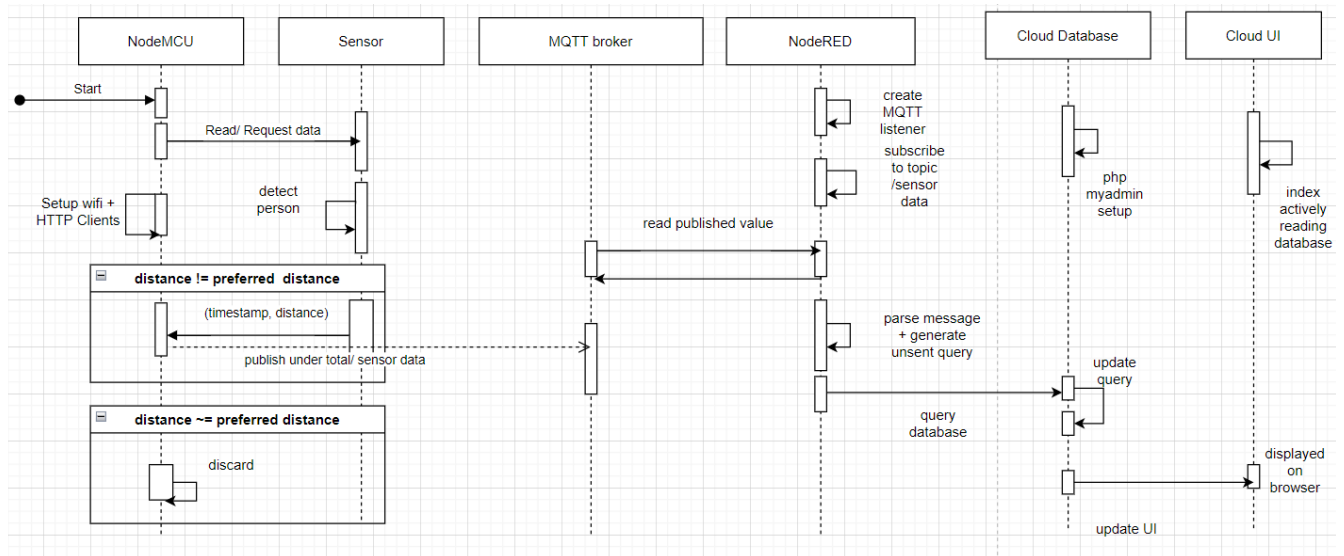 NodeMCU
Sensor
MQTT broker
NodeRED
Cloud Database
Cloud UI
Start
create
MQTT
listener
Read/ Request data
subscribe
to topic
/sensor
data
php
myadmin
setup
index
actively
reading
database
Setup wifi +
HTTP Clients
detect
person
read published value
distance != preferred  distance
(timestamp, distance)
publish under total/ sensor data
parse message
+ generate
unsent query
update
query
query
database
distance ~= preferred distance
discard
displayed
on
browser
update UI